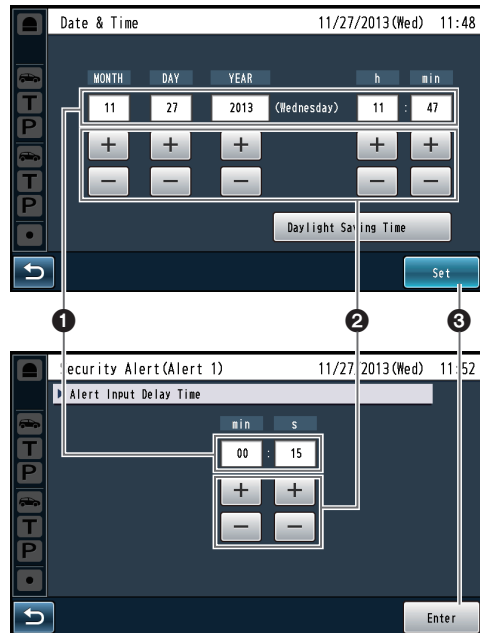 Date & Time 11/27/2013(Wed) 11:48
MONTH DAY YEAR h min
11 27 2013 (Wednesday) 11 : 47
+ + + + +
− − − − −
T
P
T
P
Daylight Saving Time
Set
1 2 3
Security Alert(Alert 1) 11/27/2013(Wed) 11:52
Alert Input Delay Time
min s
00 : 15
+ +
− −
T
P
T
P
Enter